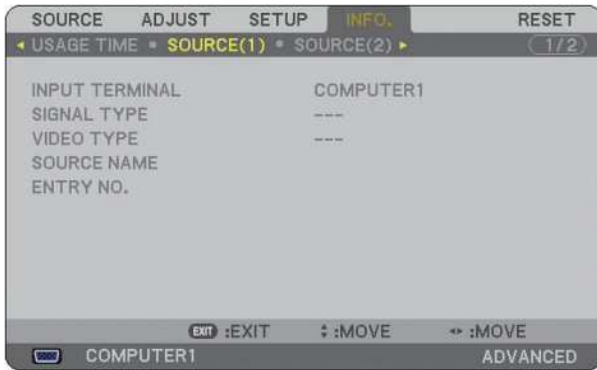 SOURCE ADJUST SETUP INFO. RESET
USAGE TIME • SOURCE(1) • SOURCE(2) 1/2
INPUT TERMINAL COMPUTER1
SIGNAL TYPE ---
VIDEO TYPE ---
SOURCE NAME
ENTRY NO.
EXIT :EXIT :MOVE :MOVE
COMPUTER1 ADVANCED